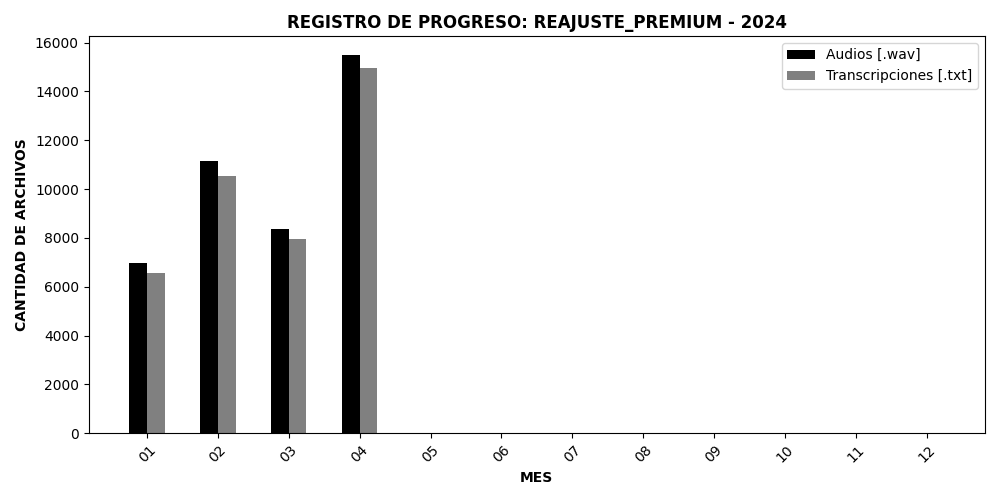 REGISTRO DE PROGRESO: REAJUSTE_PREMIUM - 2024
Audios [.wav]
Transcripciones [.txt]
CANTIDAD DE ARCHIVOS
16000
14000
12000
10000
8000
6000
4000
2000
0
01 02 03 04 05 06 07 08 09 10 11 12
MES